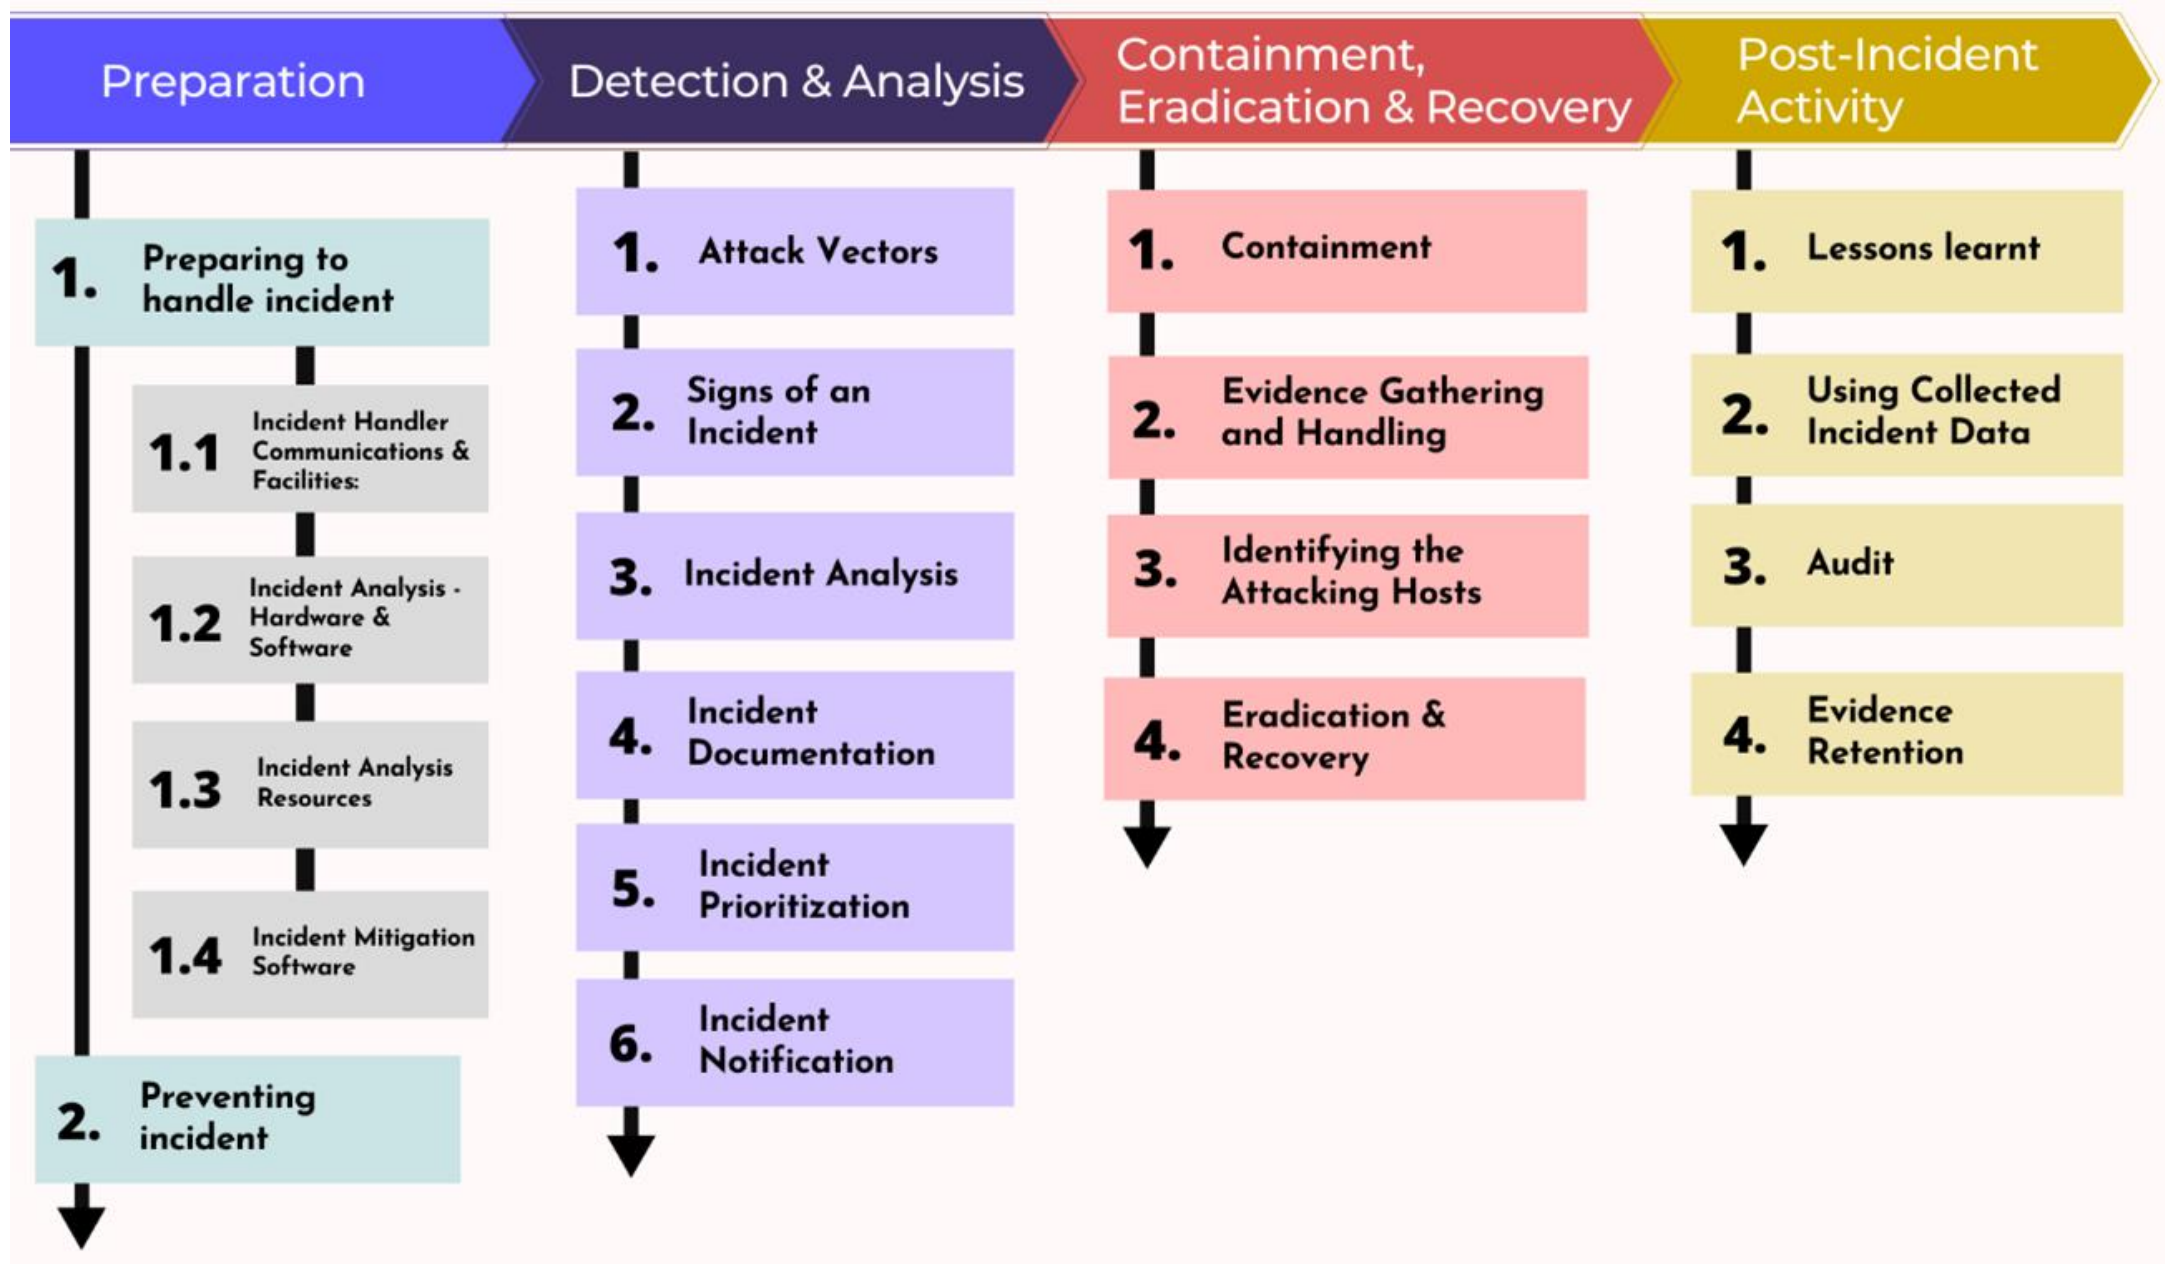 Preparation
Detection & Analysis
Containment,
Eradication & Recovery
Post-Incident
Activity
1.
Preparing to
handle incident
1.1
Incident Handler
Communications &
Facilities:
1.2
Incident Analysis -
Hardware &
Software
1.3
Incident Analysis
Resources
1.4
Incident Mitigation
Software
2.
Preventing
incident
1.
Attack Vectors
2.
Signs of an
Incident
3.
Incident Analysis
4.
Incident
Documentation
5.
Incident
Prioritization
6.
Incident
Notification
1.
Containment
2.
Evidence Gathering
and Handling
3.
Identifying the
Attacking Hosts
4.
Eradication &
Recovery
1.
Lessons learnt
2.
Using Collected
Incident Data
3.
Audit
4.
Evidence
Retention